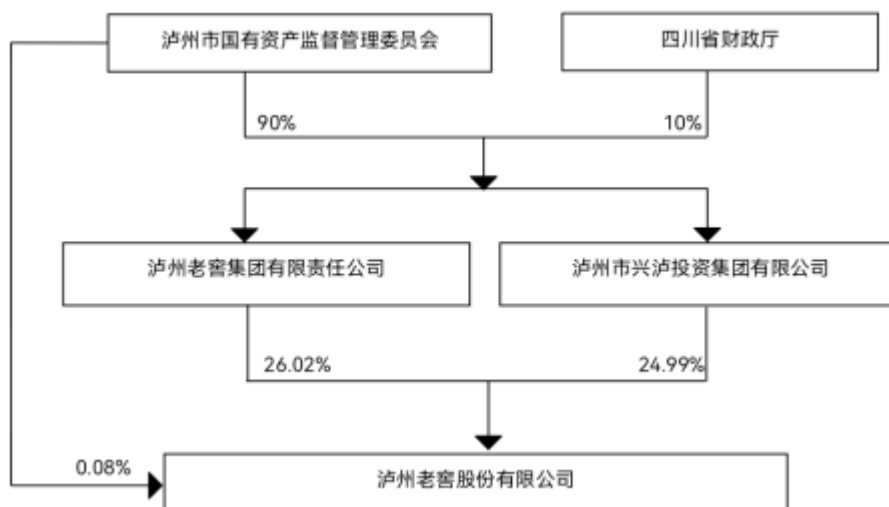 泸州市国有资产监督管理委员会
四川省财政厅
90%
10%
泸州老窖集团有限责任公司
泸州市兴泸投资集团有限公司
26.02%
24.99%
0.08%
泸州老窖股份有限公司